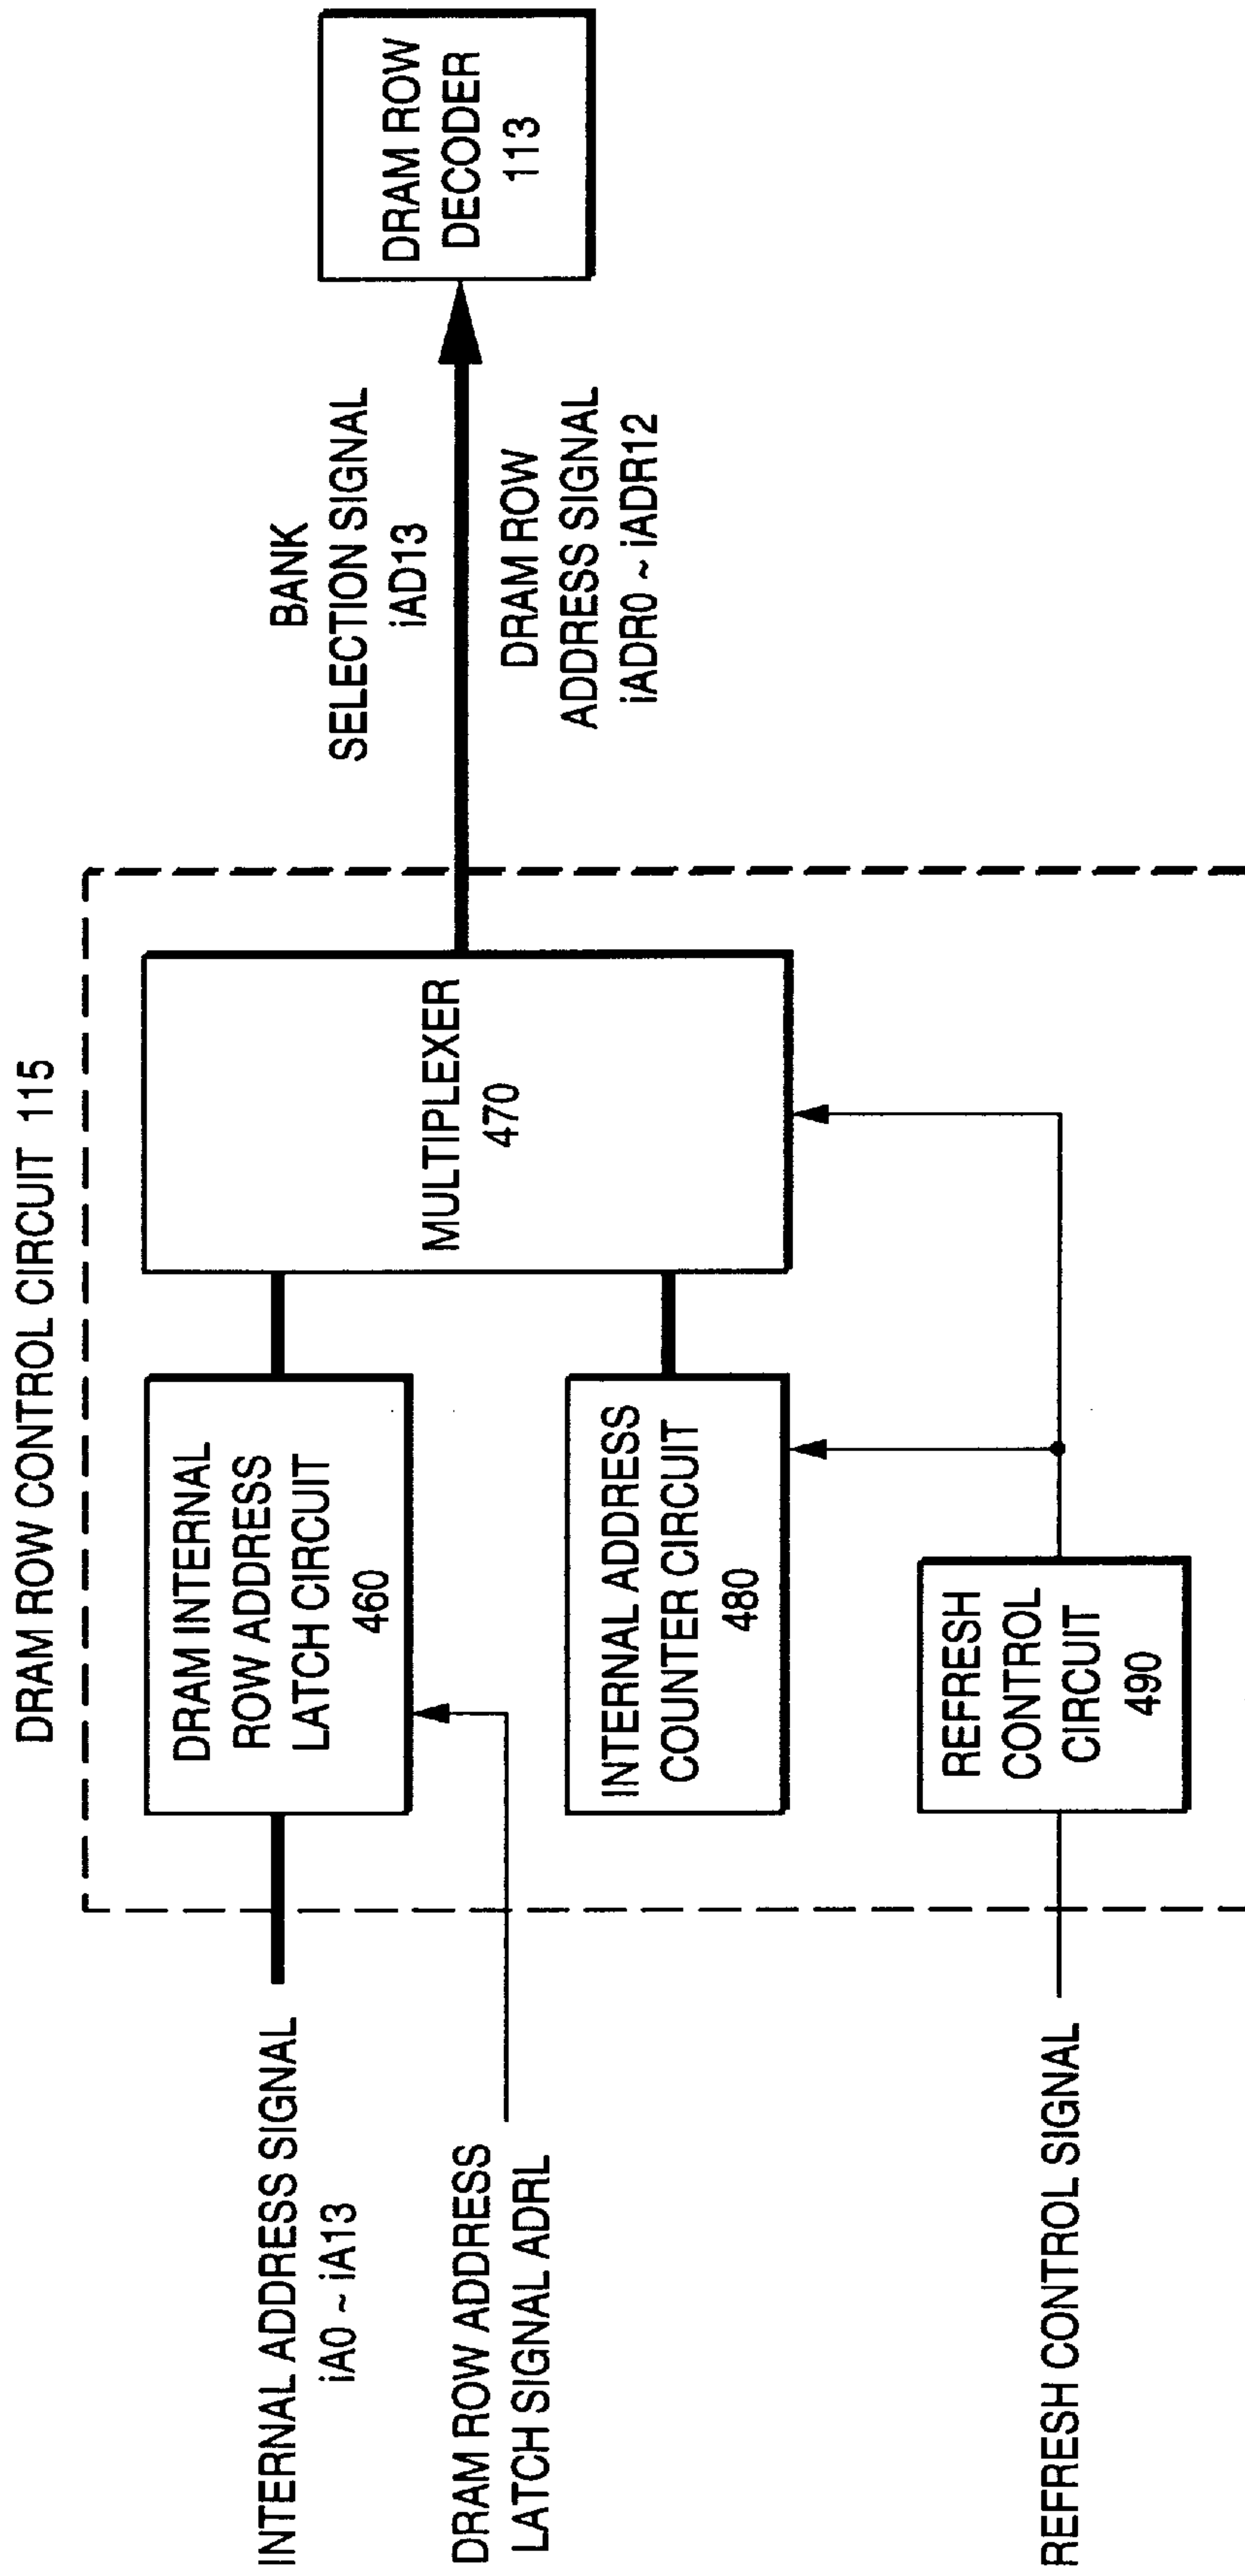 DRAM ROW CONTROL CIRCUIT 115
INTERNAL ADDRESS SIGNAL
iA0 ~ iA13
DRAM ROW ADDRESS
LATCH SIGNAL ADRL
REFRESH CONTROL SIGNAL
DRAM INTERNAL
ROW ADDRESS
LATCH CIRCUIT
460
INTERNAL ADDRESS
COUNTER CIRCUIT
480
REFRESH
CONTROL
CIRCUIT
490
MULTIPLEXER
470
BANK
SELECTION SIGNAL
iAD13
DRAM ROW
ADDRESS SIGNAL
iADR0 ~ iADR12
DRAM ROW
DECODER
113